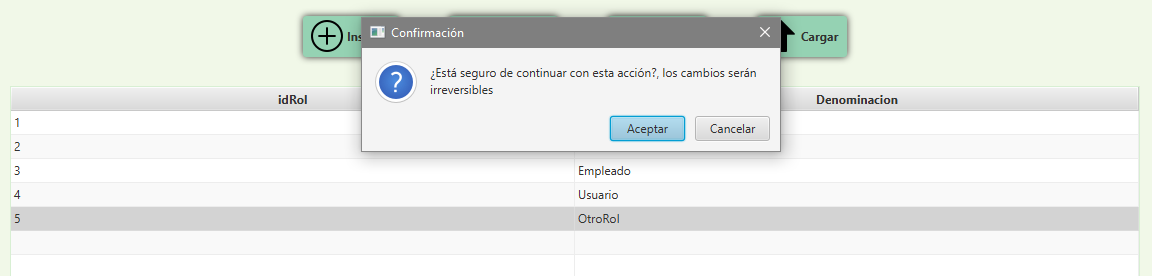 Cargar
Confirmación
¿Está seguro de continuar con esta acción?, los cambios serán
irreversibles
Aceptar Cancelar
idRol Denominacion
1
2
3 Empleado
4 Usuario
5 OtroRol